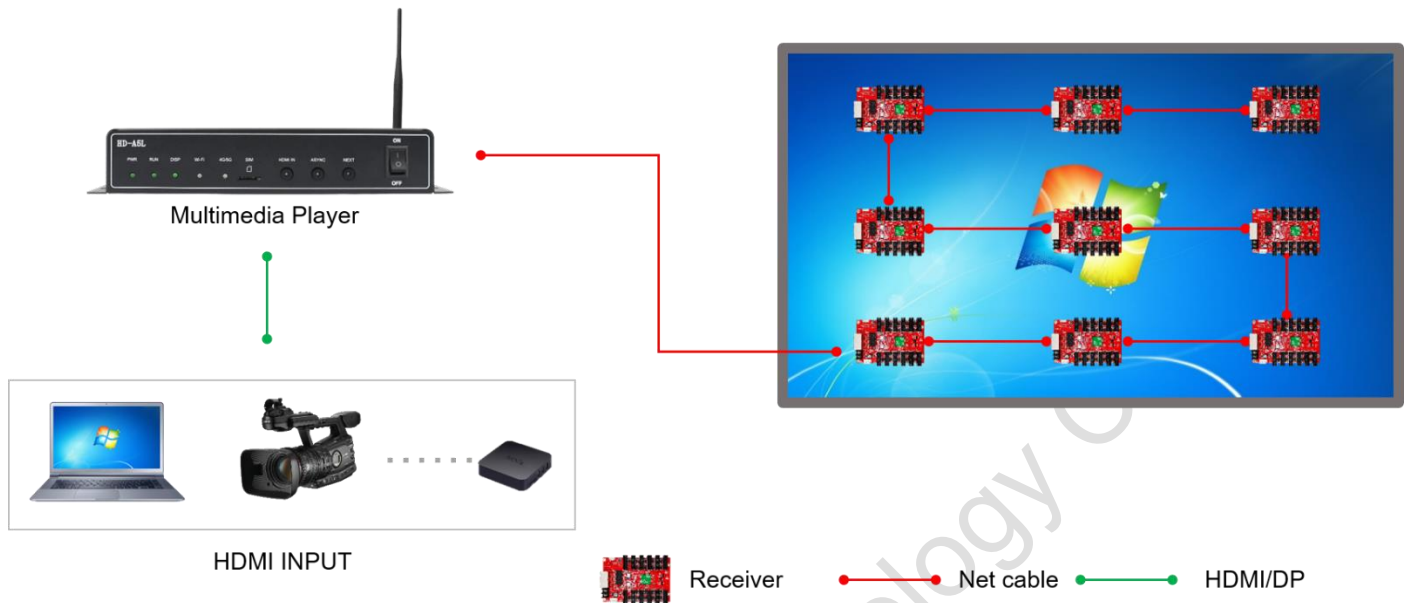 HD-A5L
PWR RUN DISP Wi-Fi 4G/5G SIM HDMI IN ASYNC NEXT
ON
OFF
Multimedia Player
HDMI INPUT
Receiver
Net cable
HDMI/DP